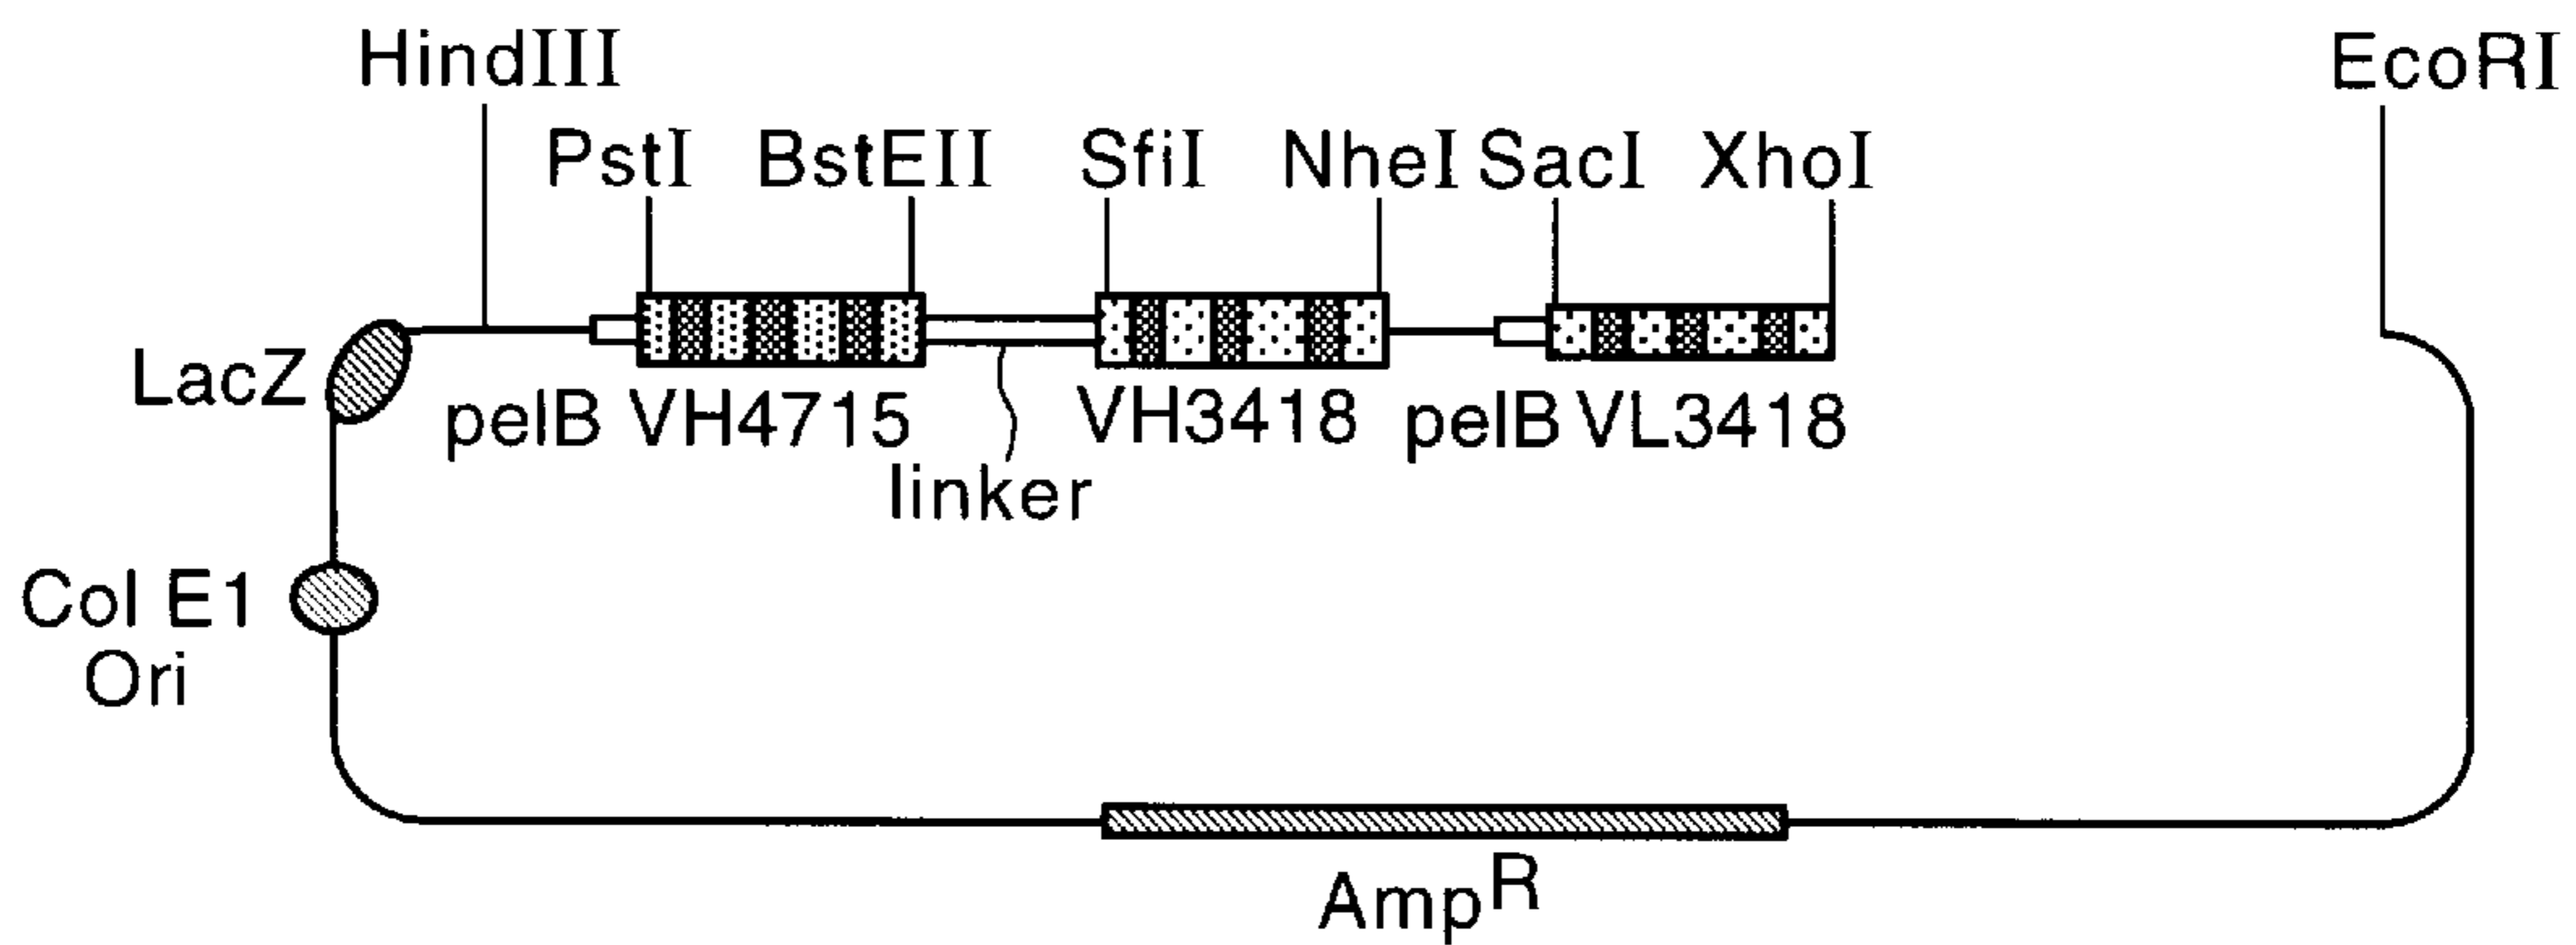 HindIII
EcoRI
PstI BstEII SfiI NheI SacI XhoI
LacZ
pelB VH4715 VH3418 pelB VL3418
linker
Col E1
Ori
AmpR